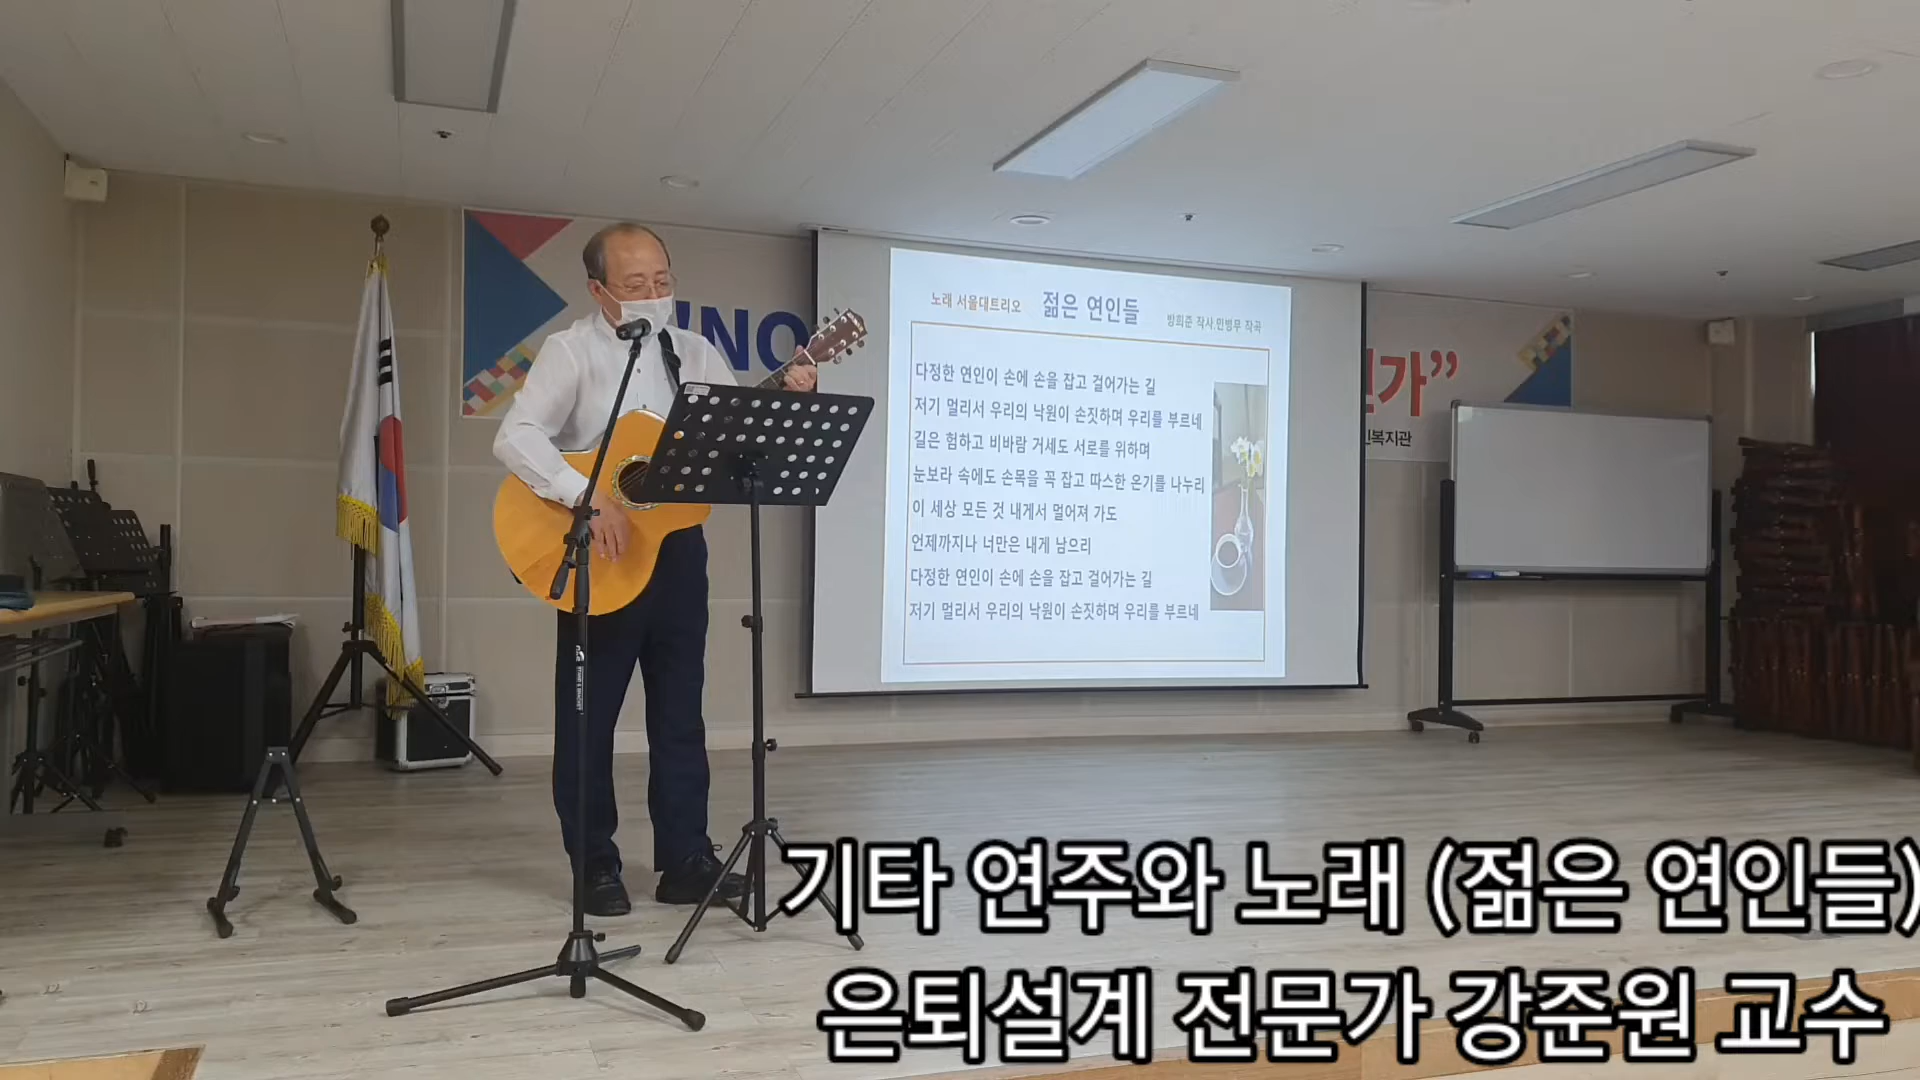 "NO
인가”
인복지관
노래 서울대트리오 젊은 연인들 방희준 작사,민병무 작곡
다정한 연인이 손에 손을 잡고 걸어가는 길
저기 멀리서 우리의 낙원이 손짓하며 우리를 부르네
길은 험하고 비바람 거세도 서로를 위하며
눈보라 속에도 손목을 꼭 잡고 따스한 온기를 나누리
이 세상 모든 것 내게서 멀어져 가도
언제까지나 너만은 내게 남으리
다정한 연인이 손에 손을 잡고 걸어가는 길
저기 멀리서 우리의 낙원이 손짓하며 우리를 부르네
기타 연주와 노래 (젊은 연인들)
은퇴설계 전문가 강준원 교수